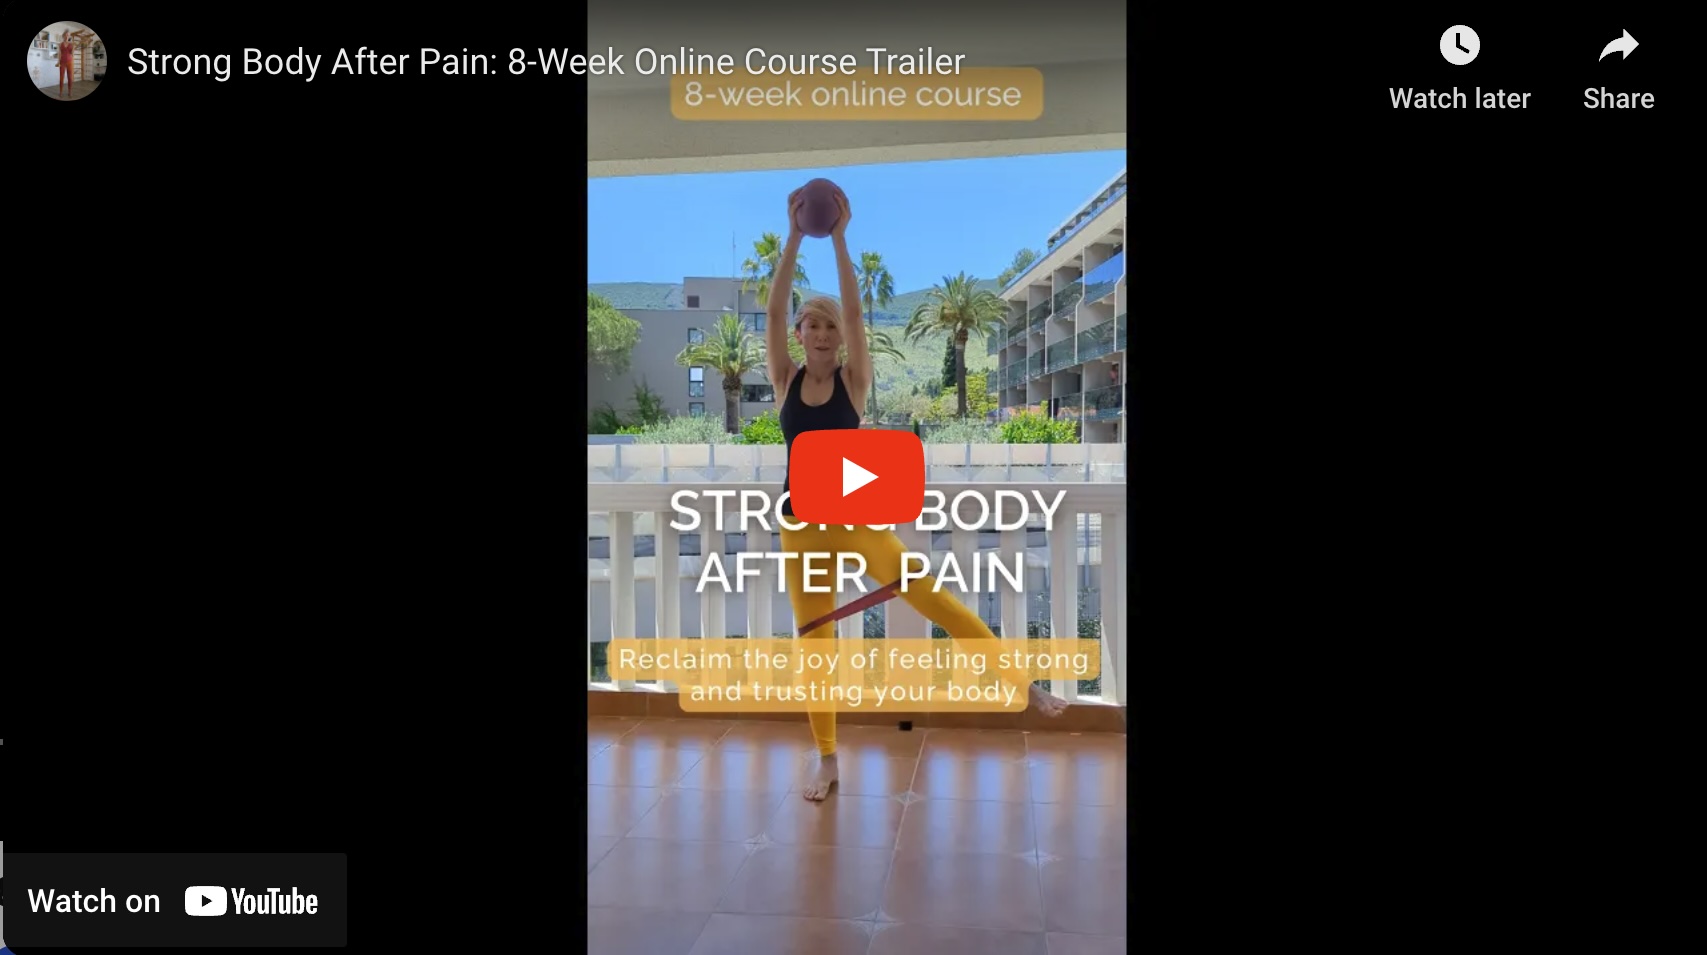 Strong Body After Pain: 8-Week Online Course Trailer
Watch later
Share
8-week online course
STRONG BODY
AFTER PAIN
Reclaim the joy of feeling strong
and trusting your body
Watch on YouTube